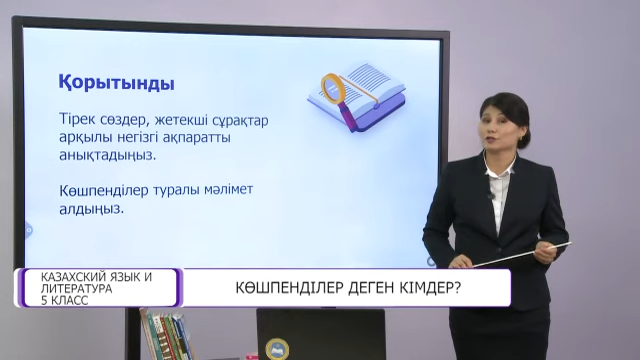 Қорытынды
Тірек сөздер, жетекші сұрақтар
арқылы негізгі ақпаратты
анықтадыңыз.
Көшпенділер туралы мәлімет
алдыңыз.
КАЗАХСКИЙ ЯЗЫК И
ЛИТЕРАТУРА
5 КЛАСС
КӨШПЕНДІЛЕР ДЕГЕН КІМДЕР?